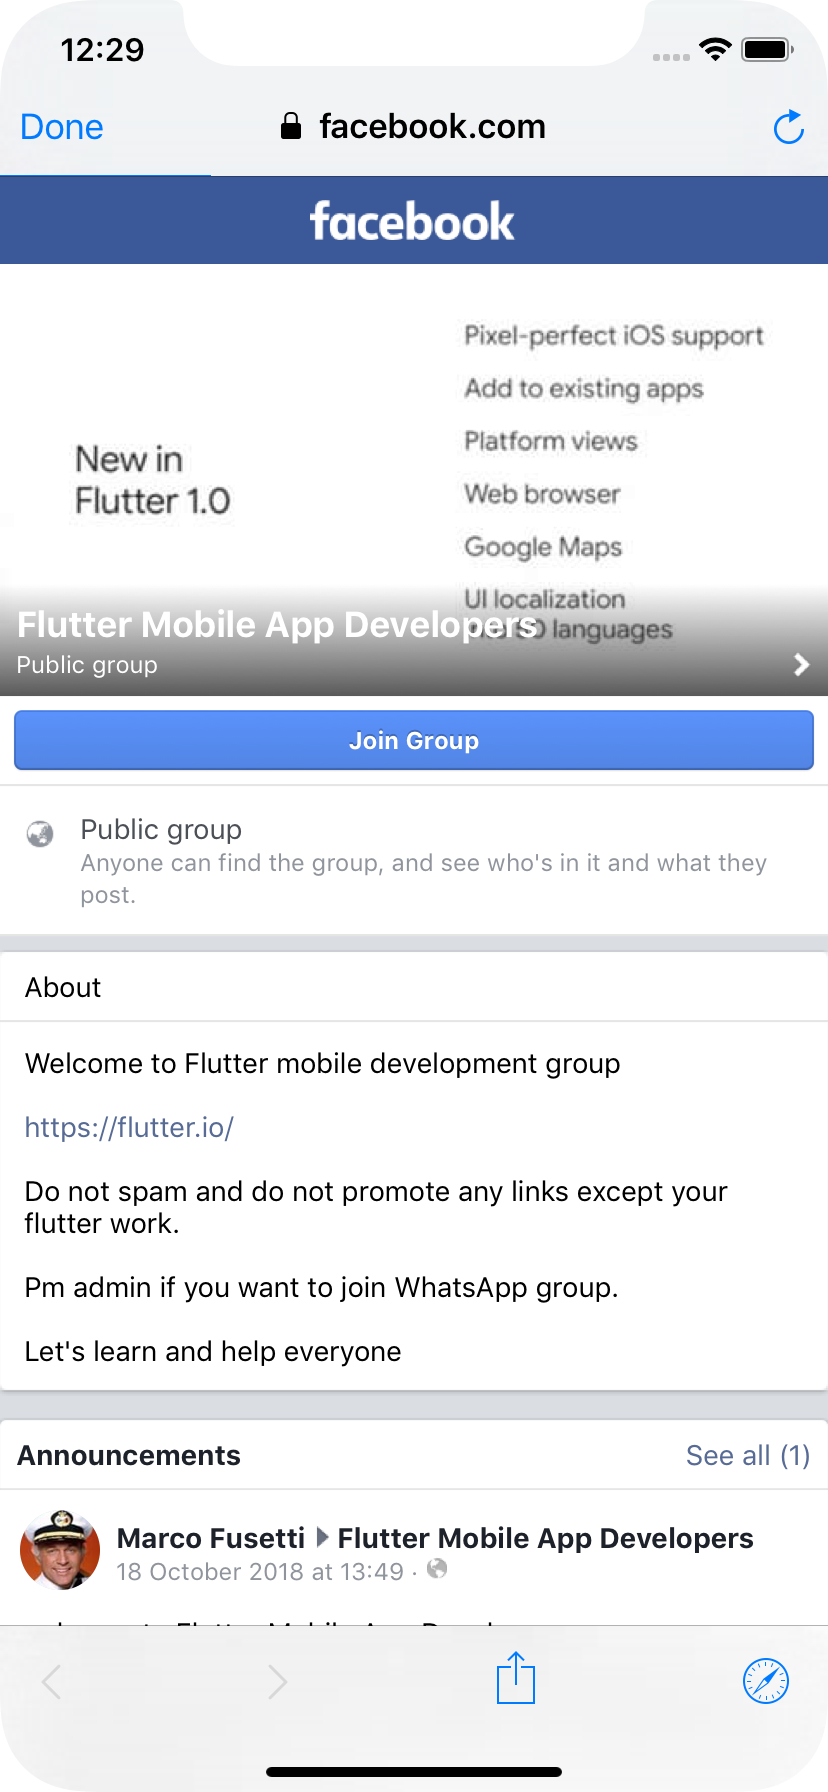 12:29
Done
facebook.com
facebook
Pixel-perfect iOS support
Add to existing apps
Platform views
New in
Flutter 1.0
Web browser
Google Maps
UI localization
languages
Flutter Mobile App Developers
Public group
Join Group
Public group
Anyone can find the group, and see who's in it and what they
post.
About
Welcome to Flutter mobile development group
https://flutter.io/
Do not spam and do not promote any links except your
flutter work.
Pm admin if you want to join WhatsApp group.
Let's learn and help everyone
Announcements
See all (1)
Marco Fusetti ▶ Flutter Mobile App Developers
18 October 2018 at 13:49 ·